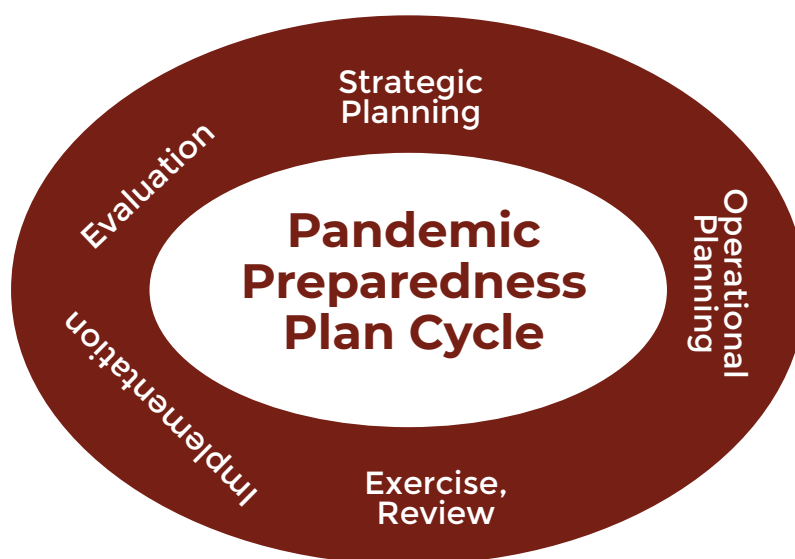 Strategic
Planning
Operational
Planning
Exercise,
Review
Implementation
Evaluation
Pandemic
Preparedness
Plan Cycle